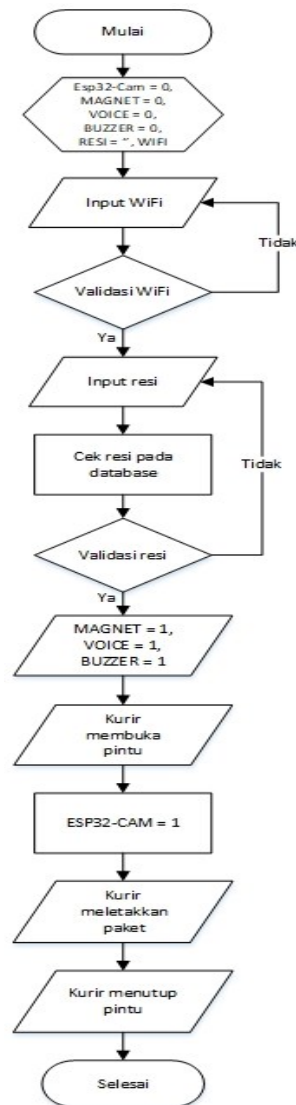 Mulai
Esp32-Cam = 0,
MAGNET = 0,
VOICE = 0,
BUZZER = 0,
RESI = ‘’, WIFI
Input WiFi
Tidak
Validasi WiFi
Ya
Input resi
Cek resi pada
database
Tidak
Validasi resi
Ya
MAGNET = 1,
VOICE = 1,
BUZZER = 1
Kurir
membuka
pintu
ESP32-CAM = 1
Kurir
meletakkan
paket
Kurir menutup
pintu
Selesai